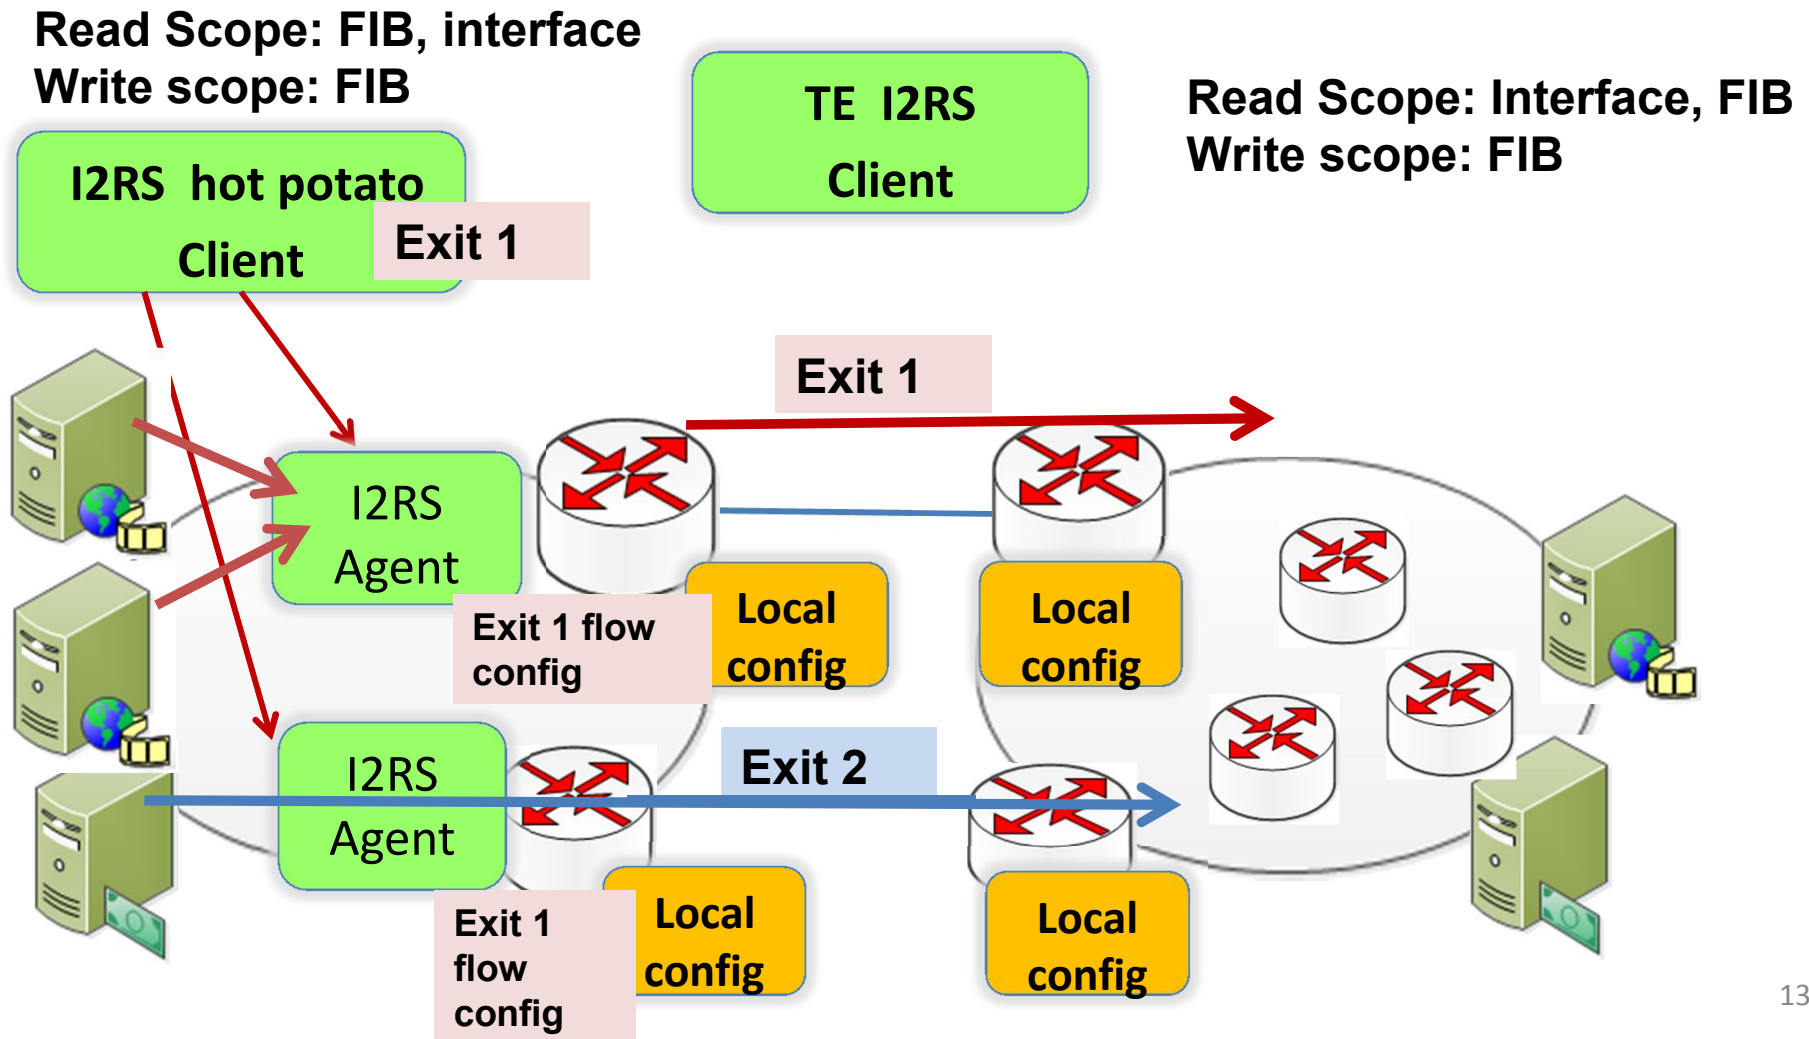 Read Scope: FIB, interface
Write scope: FIB
TE I2RS
Client
Read Scope: Interface, FIB
Write scope: FIB
I2RS hot potato
Client
Exit 1
Exit 1
I2RS
Agent
Exit 1 flow
config
Local
config
Local
config
I2RS
Agent
Exit 2
Exit 1
flow
config
Local
config
Local
config
13